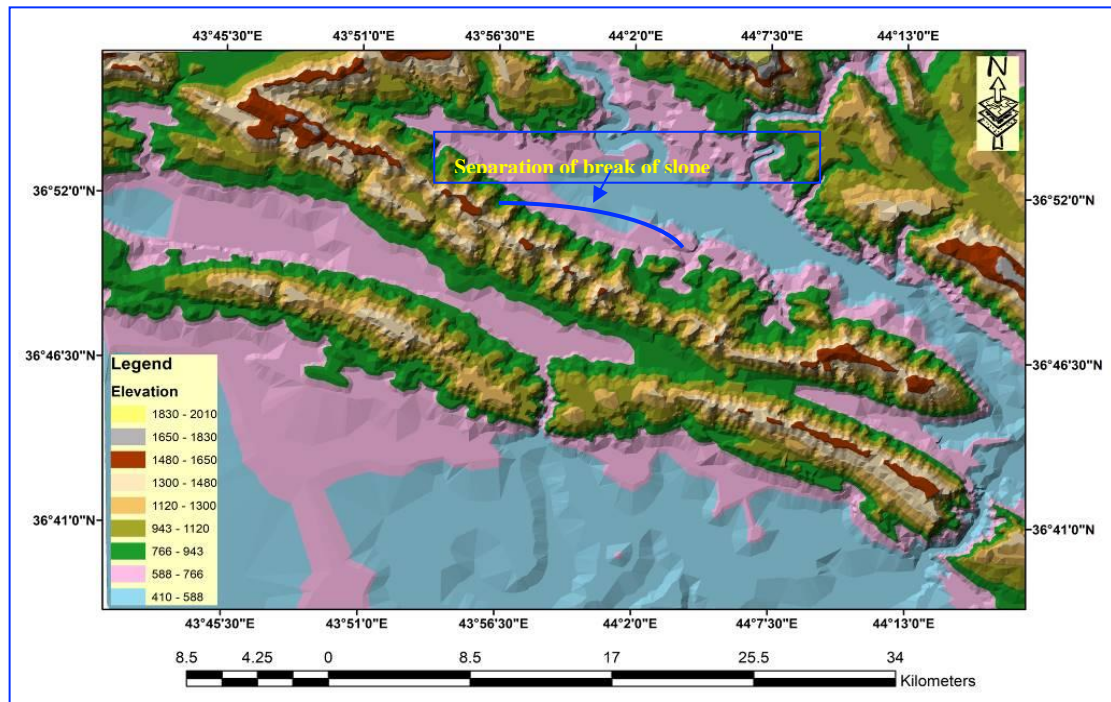 43°45'30"E 43°51'0"E 43°56'30"E 44°2'0"E 44°7'30"E 44°13'0"E
N
Separation of break of slope
36°52'0"N 36°52'0"N
36°46'30"N 36°46'30"N
Legend
Elevation
1830 - 2010
1650 - 1830
1480 - 1650
1300 - 1480
1120 - 1300
943 - 1120
766 - 943
588 - 766
410 - 588
36°41'0"N 36°41'0"N
43°45'30"E 43°51'0"E 43°56'30"E 44°2'0"E 44°7'30"E 44°13'0"E
8.5 4.25 0 8.5 17 25.5 34
Kilometers